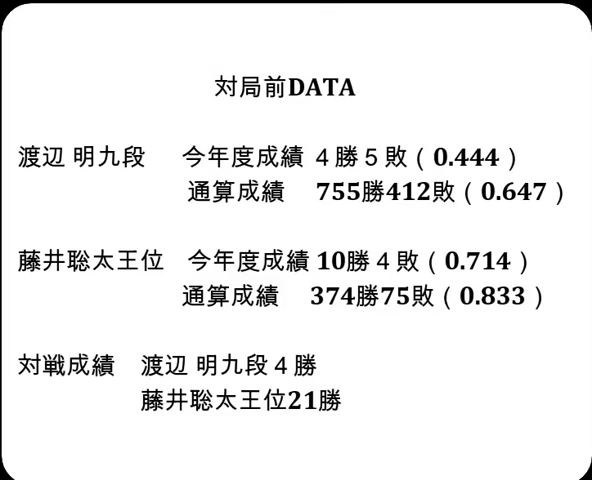 対局前DATA
渡辺 明九段 今年度成績 ４勝５敗（0.444）
通算成績 755勝412敗（0.647）
藤井聡太王位 今年度成績 10勝４敗（0.714）
通算成績 374勝75敗（0.833）
対戦成績 渡辺 明九段４勝
藤井聡太王位21勝